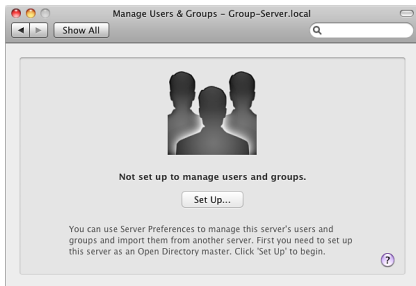 Manage Users & Groups – Group-Server.local
Show All
Not set up to manage users and groups.
Set Up...
You can use Server Preferences to manage this server's users and
groups and import them from another server. First you need to set up
this server as an Open Directory master. Click 'Set Up' to begin.
?